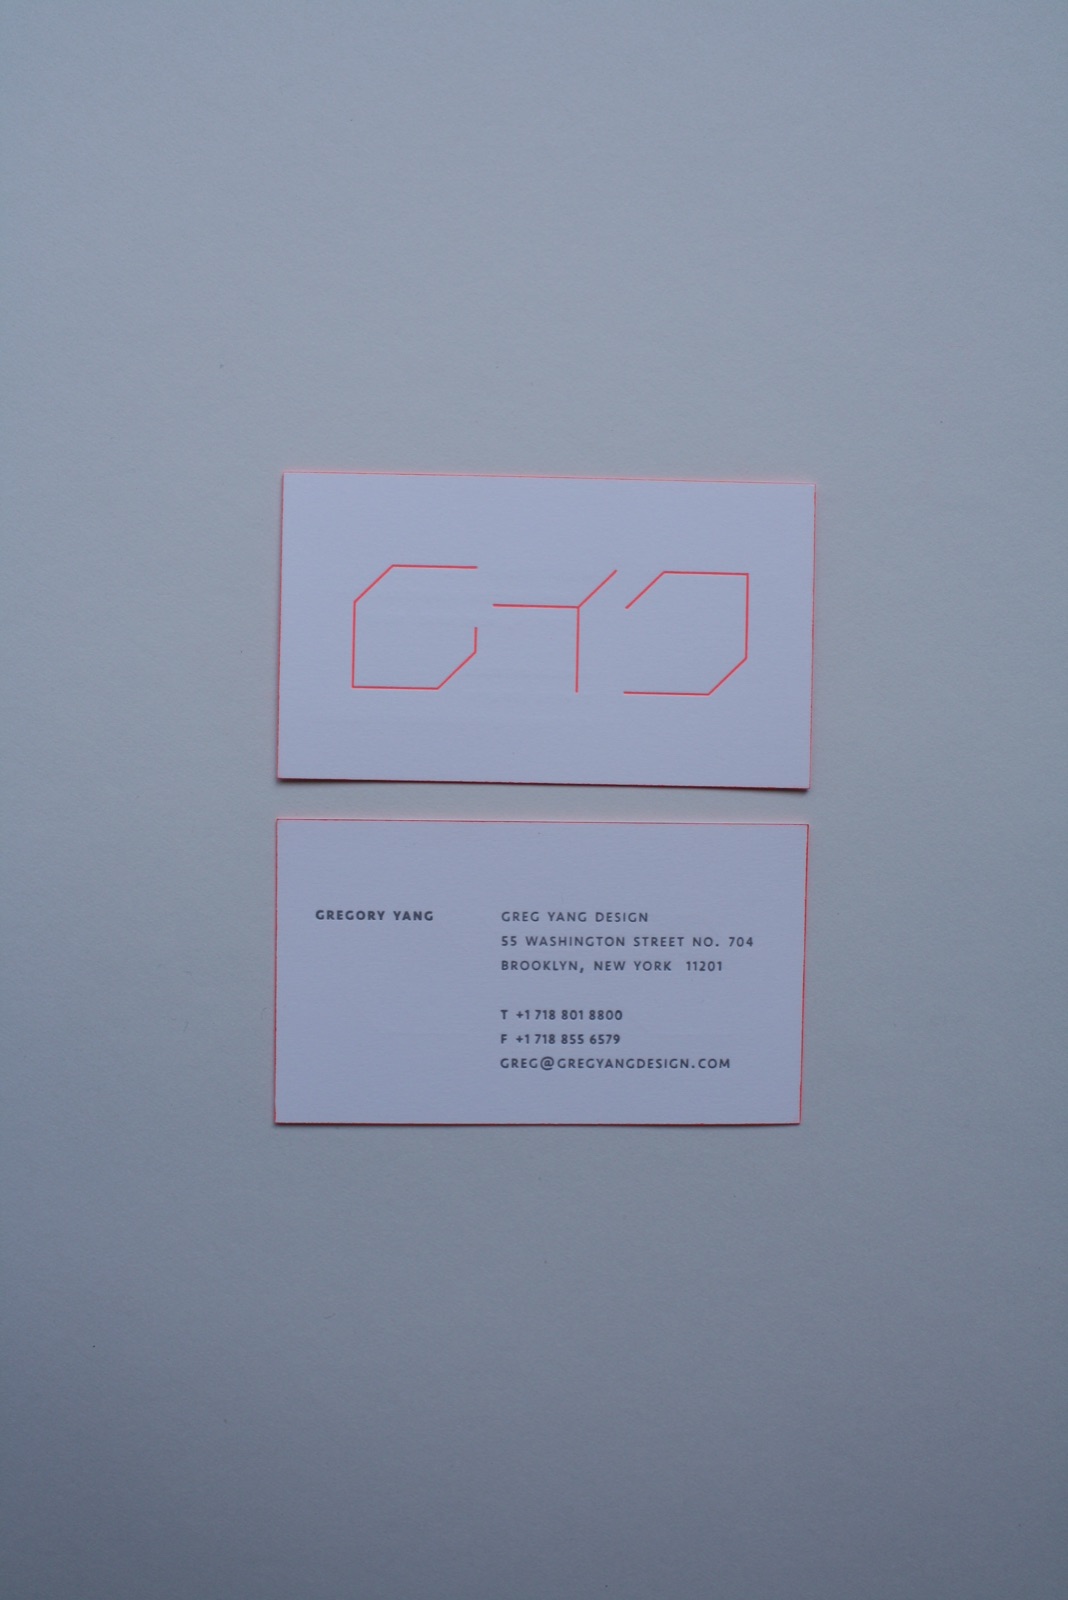 GYD
GREGORY YANG
GREG YANG DESIGN
55 WASHINGTON STREET NO. 704
BROOKLYN, NEW YORK 11201
T +1 718 801 8800
F +1 718 855 6579
GREG@GREGYANGDESIGN.COM